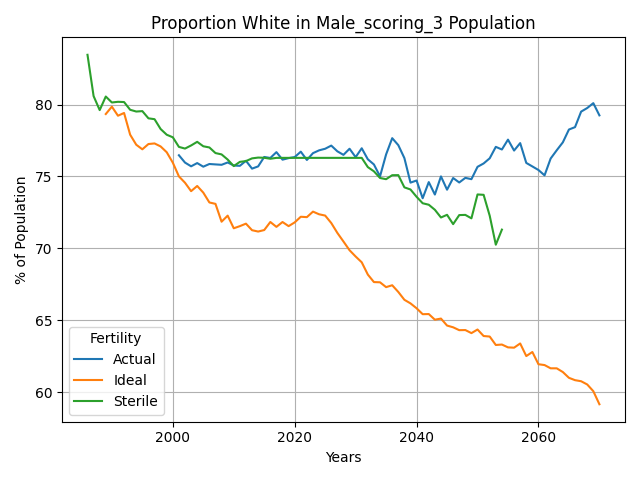 Proportion White in Male_scoring_3 Population
% of Population
80
75
70
65
60
Fertility
Actual
Ideal
Sterile
2000
2020
2040
2060
Years